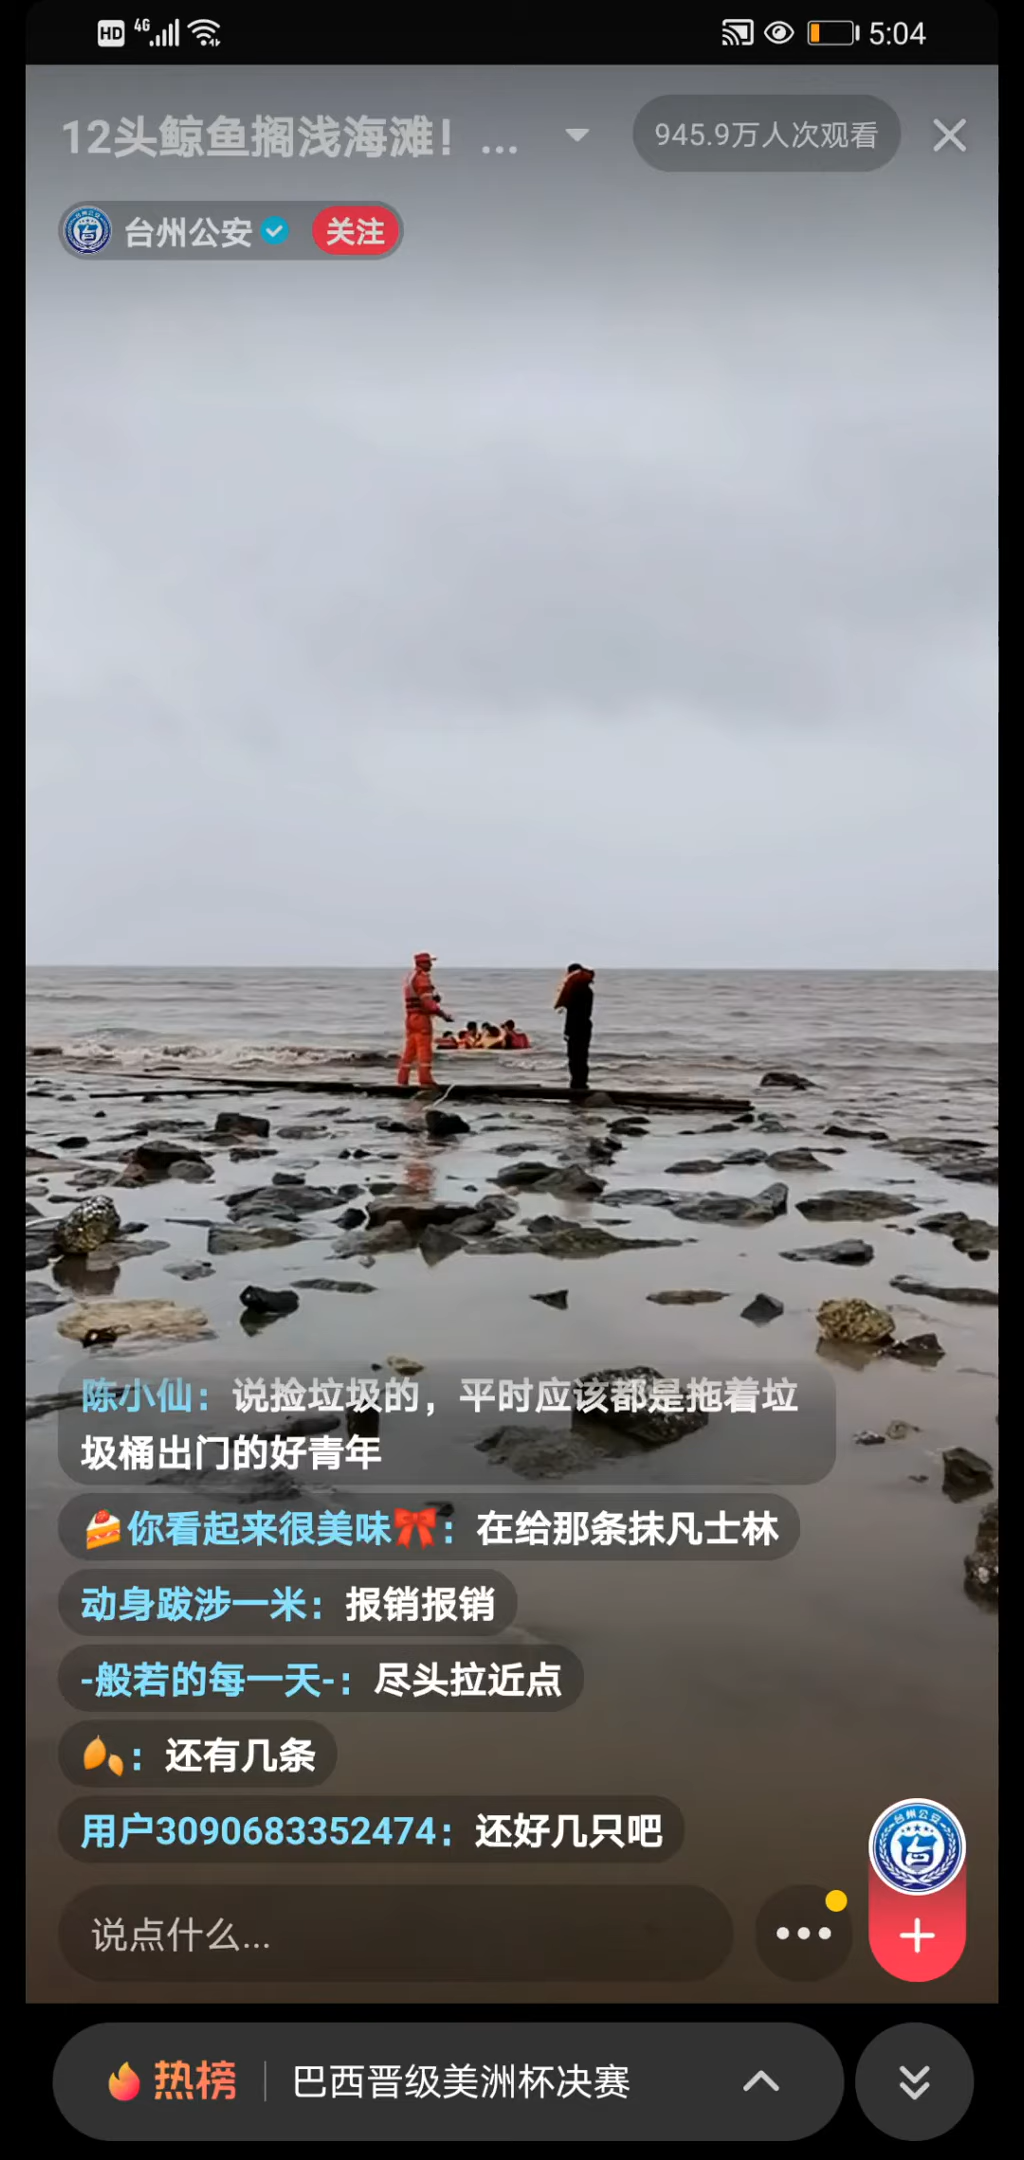 HD 4G 5:04
12头鲸鱼搁浅海滩！...
945.9万人次观看
台州公安
关注
陈小仙：说捡垃圾的，平时应该都是拖着垃
圾桶出门的好青年
🍰你看起来很美味🎀：在给那条抹凡士林
动身跋涉一米：报销报销
-般若的每一天-：尽头拉近点
🍂：还有几条
用户3090683352474：还好几只吧
台州公安
说点什么...
热榜 | 巴西晋级美洲杯决赛